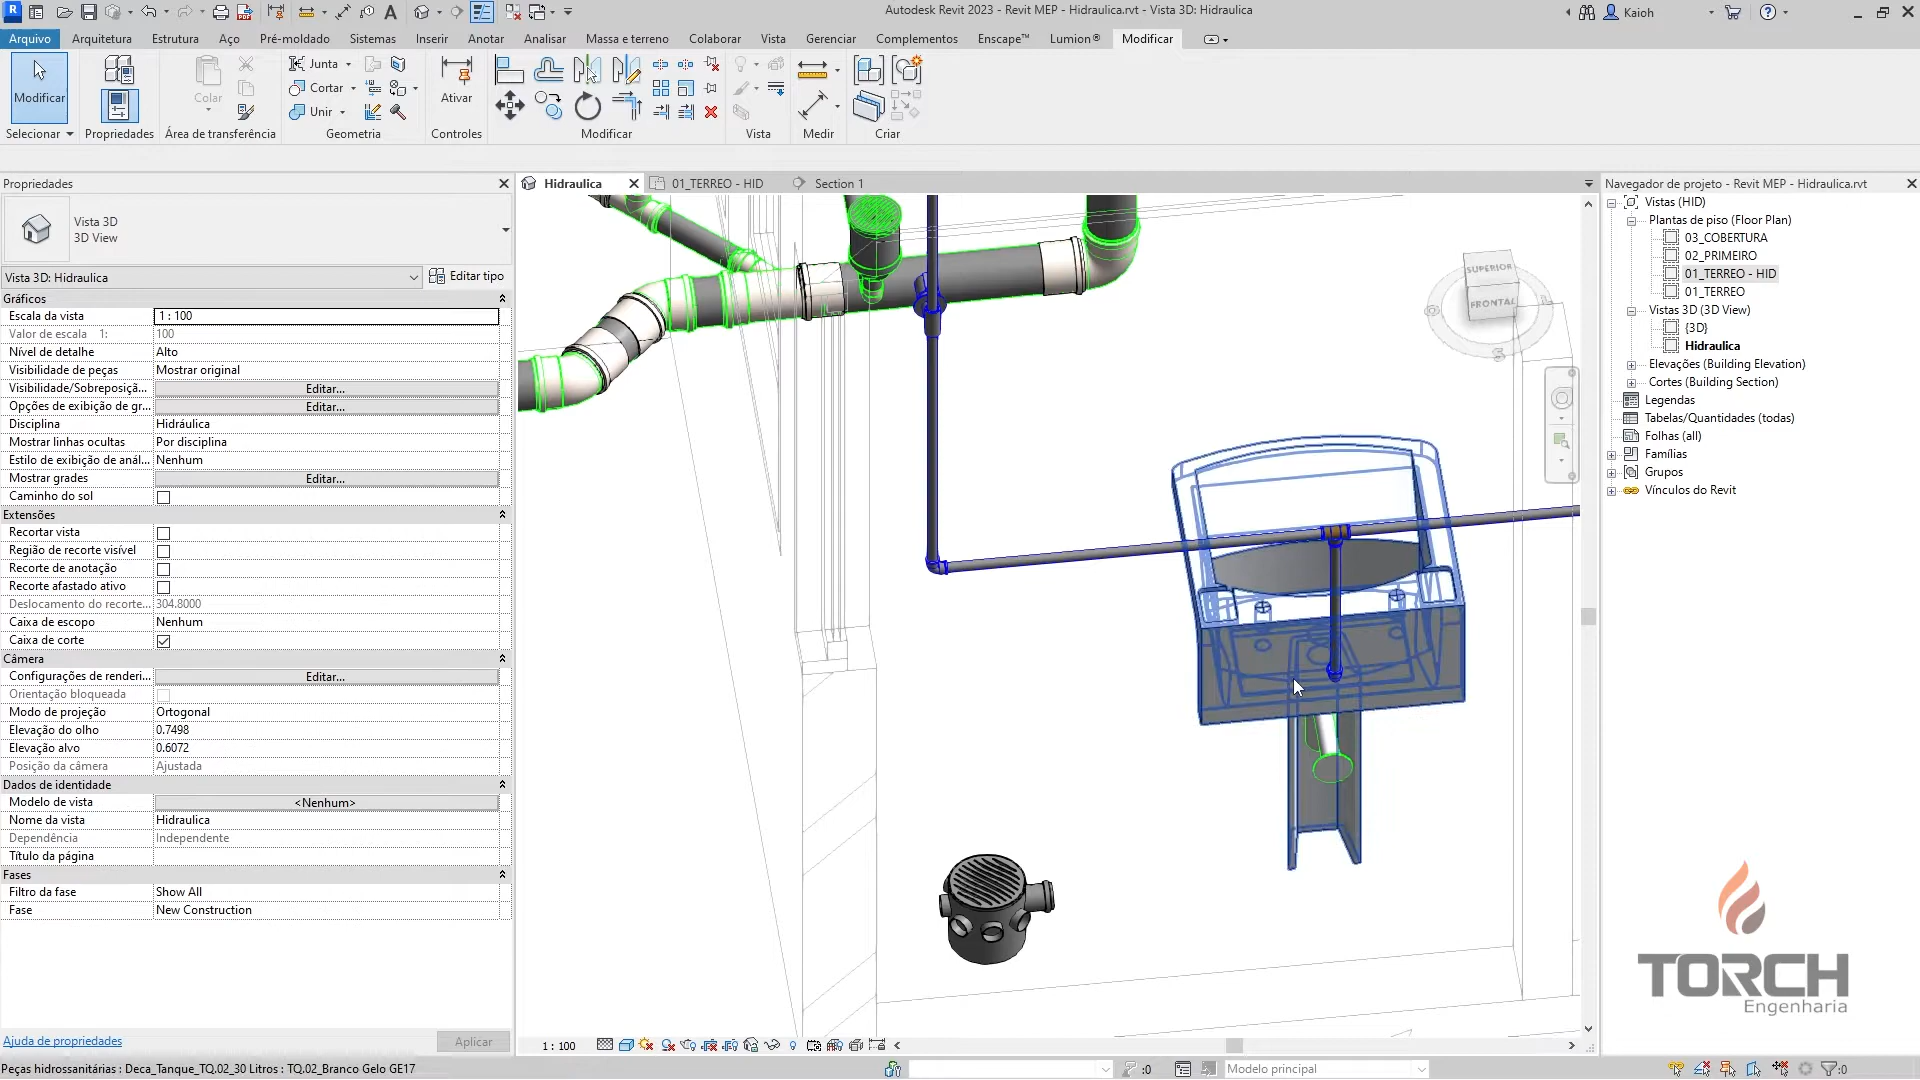 Autodesk Revit 2023 - Revit MEP - Hidraulica.rvt - Vista 3D: Hidraulica
Kaioh
Arquivo Arquitetura Estrutura Aço Pré-moldado Sistemas Inserir Anotar Analisar Massa e terreno Colaborar Vista Gerenciar Complementos Enscape™ Lumion® Modificar
Modificar
Colar
Junta
Cortar
Unir
Ativar
Selecionar Propriedades Área de transferência Geometria Controles Modificar Vista Medir Criar
Propriedades
Hidraulica 01_TERREO - HID Section 1
Navegador de projeto - Revit MEP - Hidraulica.rvt
Vista 3D
3D View
Vista 3D: Hidraulica Editar tipo
Gráficos
Escala da vista 1 : 100
Valor de escala 1: 100
Nível de detalhe Alto
Visibilidade de peças Mostrar original
Visibilidade/Sobreposiçã... Editar...
Opções de exibição de gr... Editar...
Disciplina Hidráulica
Mostrar linhas ocultas Por disciplina
Estilo de exibição de anál... Nenhum
Mostrar grades Editar...
Caminho do sol
Extensões
Recortar vista
Região de recorte visível
Recorte de anotação
Recorte afastado ativo
Deslocamento do recorte... 304.8000
Caixa de escopo Nenhum
Caixa de corte
Câmera
Configurações de renderi... Editar...
Orientação bloqueada
Modo de projeção Ortogonal
Elevação do olho 0.7498
Elevação alvo 0.6072
Posição da câmera Ajustada
Dados de identidade
Modelo de vista <Nenhum>
Nome da vista Hidraulica
Dependência Independente
Título da página
Fases
Filtro da fase Show All
Fase New Construction
Ajuda de propriedades Aplicar
SUPERIOR
FRONTAL
S
Vistas (HID)
Plantas de piso (Floor Plan)
03_COBERTURA
02_PRIMEIRO
01_TERREO - HID
01_TERREO
Vistas 3D (3D View)
{3D}
Hidraulica
Elevações (Building Elevation)
Cortes (Building Section)
Legendas
Tabelas/Quantidades (todas)
Folhas (all)
Famílias
Grupos
Vínculos do Revit
TORCH
Engenharia
1 : 100
Peças hidrossanitárias : Deca_Tanque_TQ.02_30 Litros : TQ.02_Branco Gelo GE17
:0
Modelo principal
:0